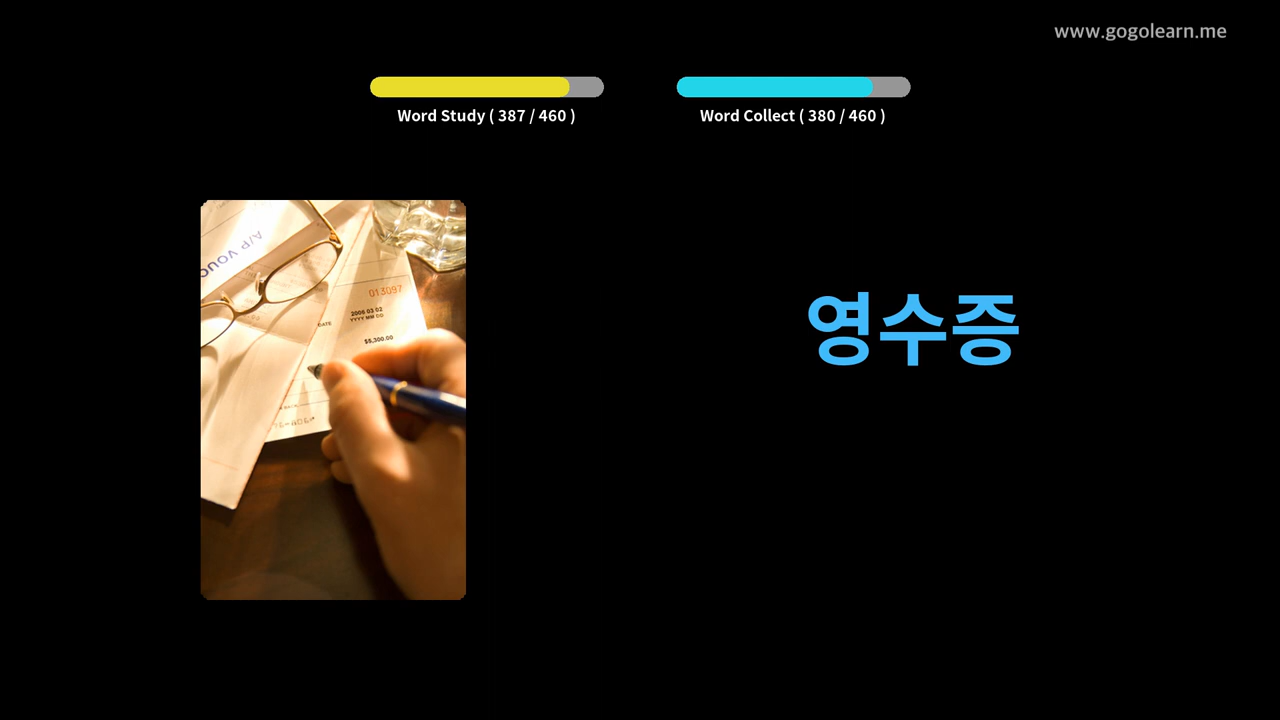 www.gogolearn.me
Word Study ( 387 / 460 )
Word Collect ( 380 / 460 )
A/P VOUC
013097
DATE
2006 03 02
YYYY MM DD
$5,300.00
영수증